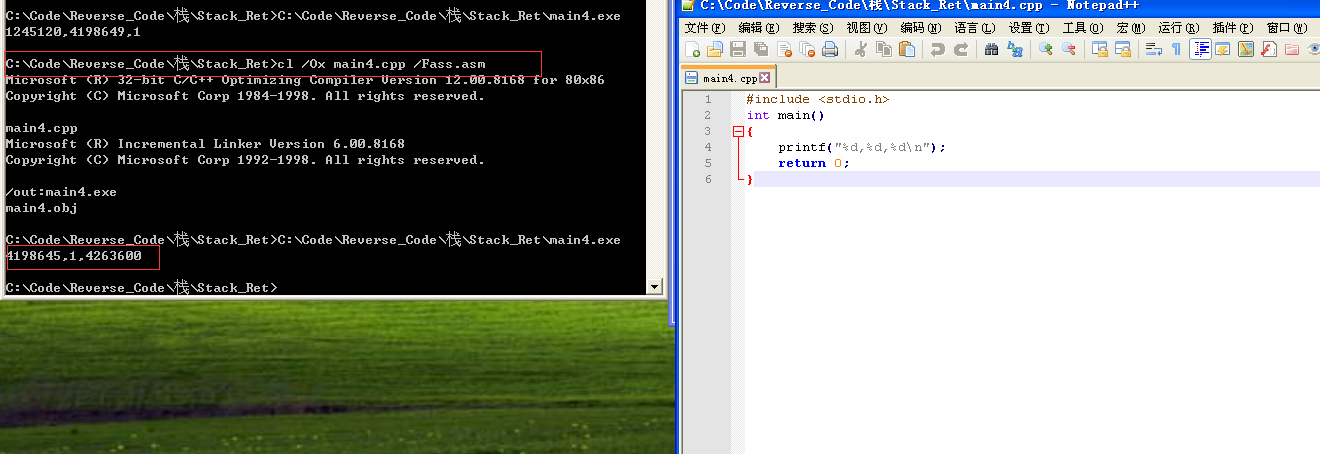 C:\Code\Reverse_Code\栈\Stack_Ret>C:\Code\Reverse_Code\栈\Stack_Ret\main4.exe
1245120,4198649,1
C:\Code\Reverse_Code\栈\Stack_Ret>cl /Ox main4.cpp /Fass.asm
Microsoft (R) 32-bit C/C++ Optimizing Compiler Version 12.00.8168 for 80x86
Copyright (C) Microsoft Corp 1984-1998. All rights reserved.
main4.cpp
Microsoft (R) Incremental Linker Version 6.00.8168
Copyright (C) Microsoft Corp 1992-1998. All rights reserved.
/out:main4.exe
main4.obj
C:\Code\Reverse_Code\栈\Stack_Ret>C:\Code\Reverse_Code\栈\Stack_Ret\main4.exe
4198645,1,4263600
C:\Code\Reverse_Code\栈\Stack_Ret>
C:\Code\Reverse_Code\栈\Stack_Ret\main4.cpp - Notepad++
文件(F) 编辑(E) 搜索(S) 视图(V) 编码(N) 语言(L) 设置(T) 工具(O) 宏(M) 运行(R) 插件(P) 窗口(W)
main4.cpp
1 #include <stdio.h>
2 int main()
3 {
4 printf("%d,%d,%d\n");
5 return 0;
6 }